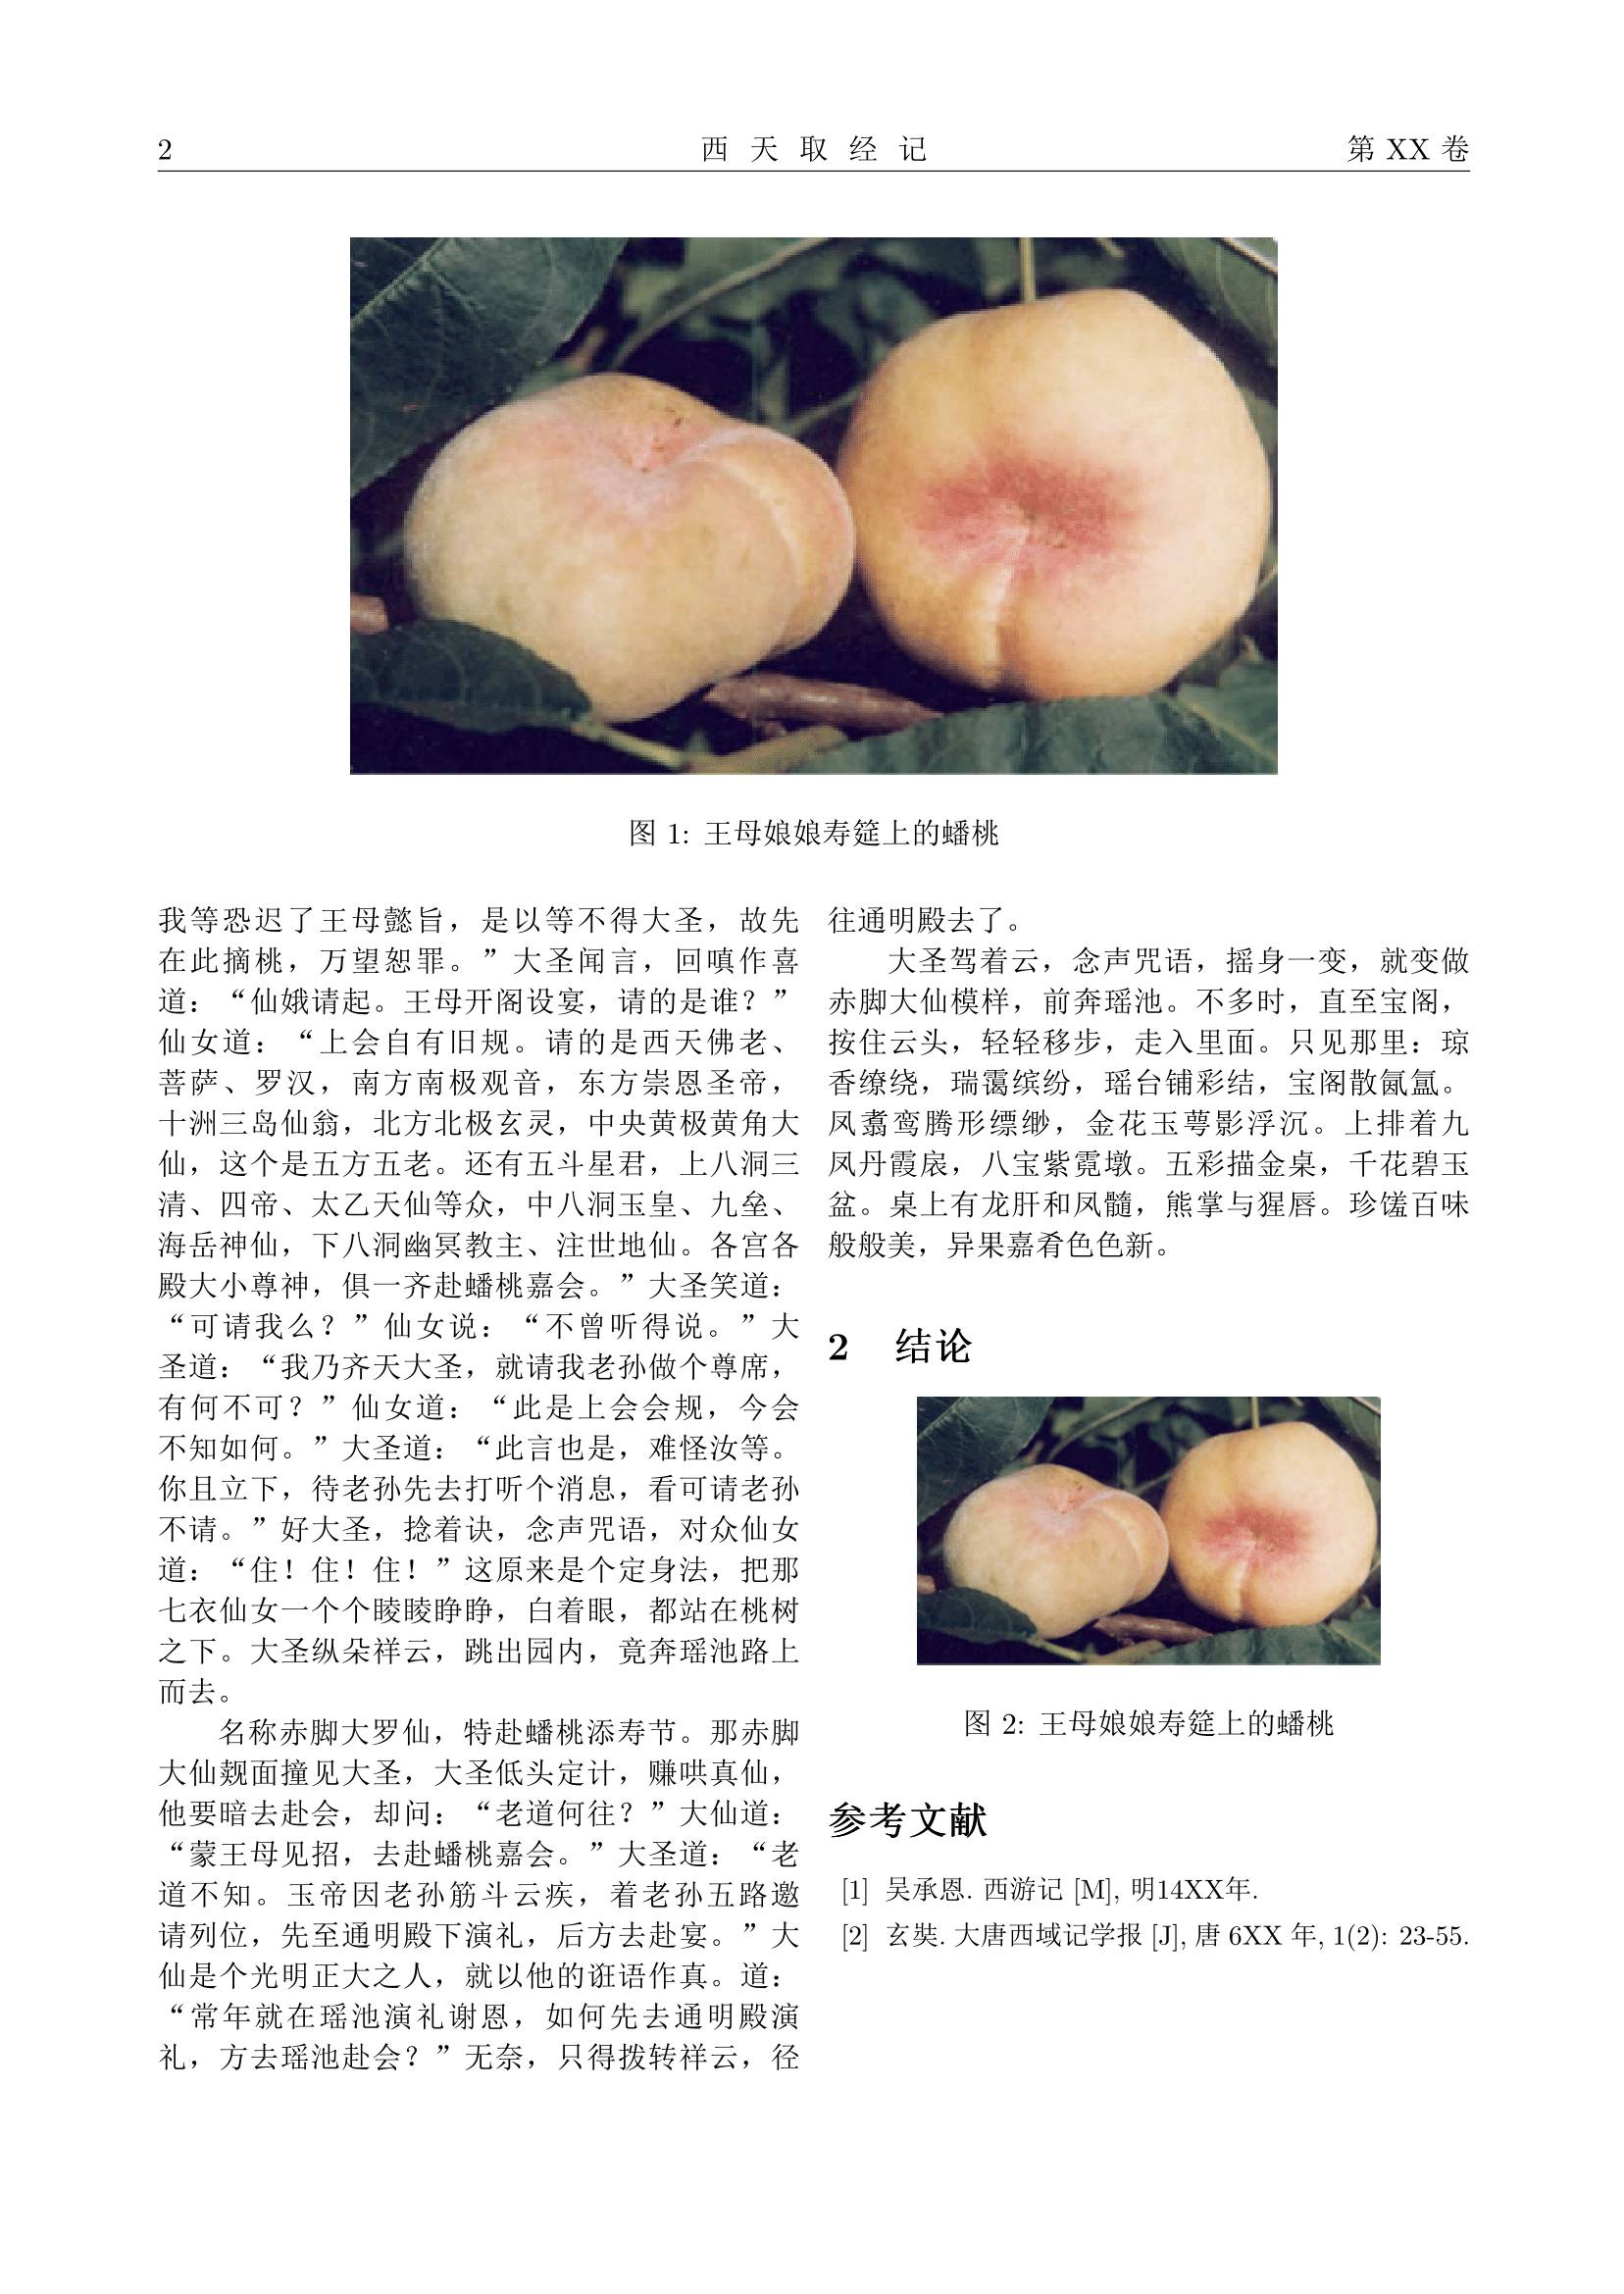 2 西 天 取 经 记 第 XX 卷
图 1: 王母娘娘寿筵上的蟠桃
我等恐迟了王母懿旨，是以等不得大圣，故先
在此摘桃，万望恕罪。”大圣闻言，回嗔作喜
道：“仙娥请起。王母开阁设宴，请的是谁？”
仙女道：“上会自有旧规。请的是西天佛老、
菩萨、罗汉，南方南极观音，东方崇恩圣帝，
十洲三岛仙翁，北方北极玄灵，中央黄极黄角大
仙，这个是五方五老。还有五斗星君，上八洞三
清、四帝、太乙天仙等众，中八洞玉皇、九垒、
海岳神仙，下八洞幽冥教主、注世地仙。各宫各
殿大小尊神，俱一齐赴蟠桃嘉会。”大圣笑道：
“可请我么？”仙女说：“不曾听得说。”大
圣道：“我乃齐天大圣，就请我老孙做个尊席，
有何不可？”仙女道：“此是上会会规，今会
不知如何。”大圣道：“此言也是，难怪汝等。
你且立下，待老孙先去打听个消息，看可请老孙
不请。”好大圣，捻着诀，念声咒语，对众仙女
道：“住！住！住！”这原来是个定身法，把那
七衣仙女一个个睖睖睁睁，白着眼，都站在桃树
之下。大圣纵朵祥云，跳出园内，竟奔瑶池路上
而去。
名称赤脚大罗仙，特赴蟠桃添寿节。那赤脚
大仙觌面撞见大圣，大圣低头定计，赚哄真仙，
他要暗去赴会，却问：“老道何往？”大仙道：
“蒙王母见招，去赴蟠桃嘉会。”大圣道：“老
道不知。玉帝因老孙筋斗云疾，着老孙五路邀
请列位，先至通明殿下演礼，后方去赴宴。”大
仙是个光明正大之人，就以他的诳语作真。道：
“常年就在瑶池演礼谢恩，如何先去通明殿演
礼，方去瑶池赴会？”无奈，只得拨转祥云，径
往通明殿去了。
大圣驾着云，念声咒语，摇身一变，就变做
赤脚大仙模样，前奔瑶池。不多时，直至宝阁，
按住云头，轻轻移步，走入里面。只见那里：琼
香缭绕，瑞霭缤纷，瑶台铺彩结，宝阁散氤氲。
凤翥鸾腾形缥缈，金花玉萼影浮沉。上排着九
凤丹霞扆，八宝紫霓墩。五彩描金桌，千花碧玉
盆。桌上有龙肝和凤髓，熊掌与猩唇。珍馐百味
般般美，异果嘉肴色色新。
2 结论
图 2: 王母娘娘寿筵上的蟠桃
参考文献
[1] 吴承恩. 西游记 [M], 明14XX年.
[2] 玄奘. 大唐西域记学报 [J], 唐 6XX 年, 1(2): 23-55.